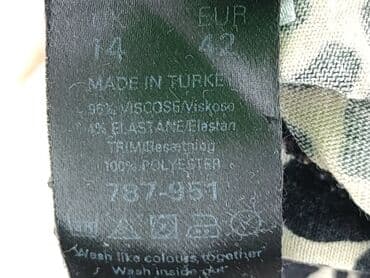 UK EUR
14 42
MADE IN TURKEY
96% VISCOSE/Viskose
4% ELASTANE/Elastan
TRIM/Besætning
100% POLYESTER
787-951
Wash like colours together
Wash inside out